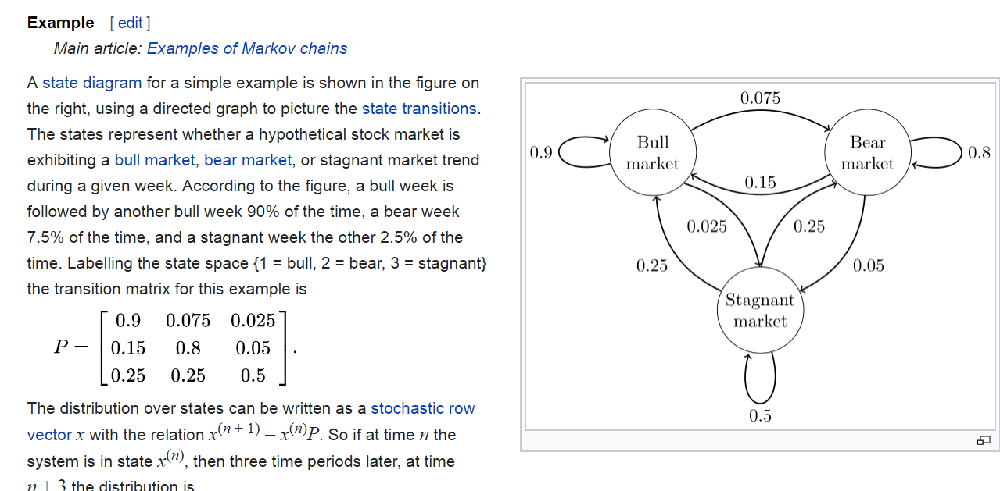 Example [ edit ]
Main article: Examples of Markov chains
A state diagram for a simple example is shown in the figure on
the right, using a directed graph to picture the state transitions.
The states represent whether a hypothetical stock market is
exhibiting a bull market, bear market, or stagnant market trend
during a given week. According to the figure, a bull week is
followed by another bull week 90% of the time, a bear week
7.5% of the time, and a stagnant week the other 2.5% of the
time. Labelling the state space {1 = bull, 2 = bear, 3 = stagnant}
the transition matrix for this example is
0.9 0.075 0.025
P = 0.15 0.8 0.05 .
0.25 0.25 0.5
The distribution over states can be written as a stochastic row
vector x with the relation x^(n + 1) = x^(n)P. So if at time n the
system is in state x^(n), then three time periods later, at time
n + 3 the distribution is
0.075
Bull
market
Bear
market
0.9
0.8
0.15
0.025
0.25
0.25
0.05
Stagnant
market
0.5